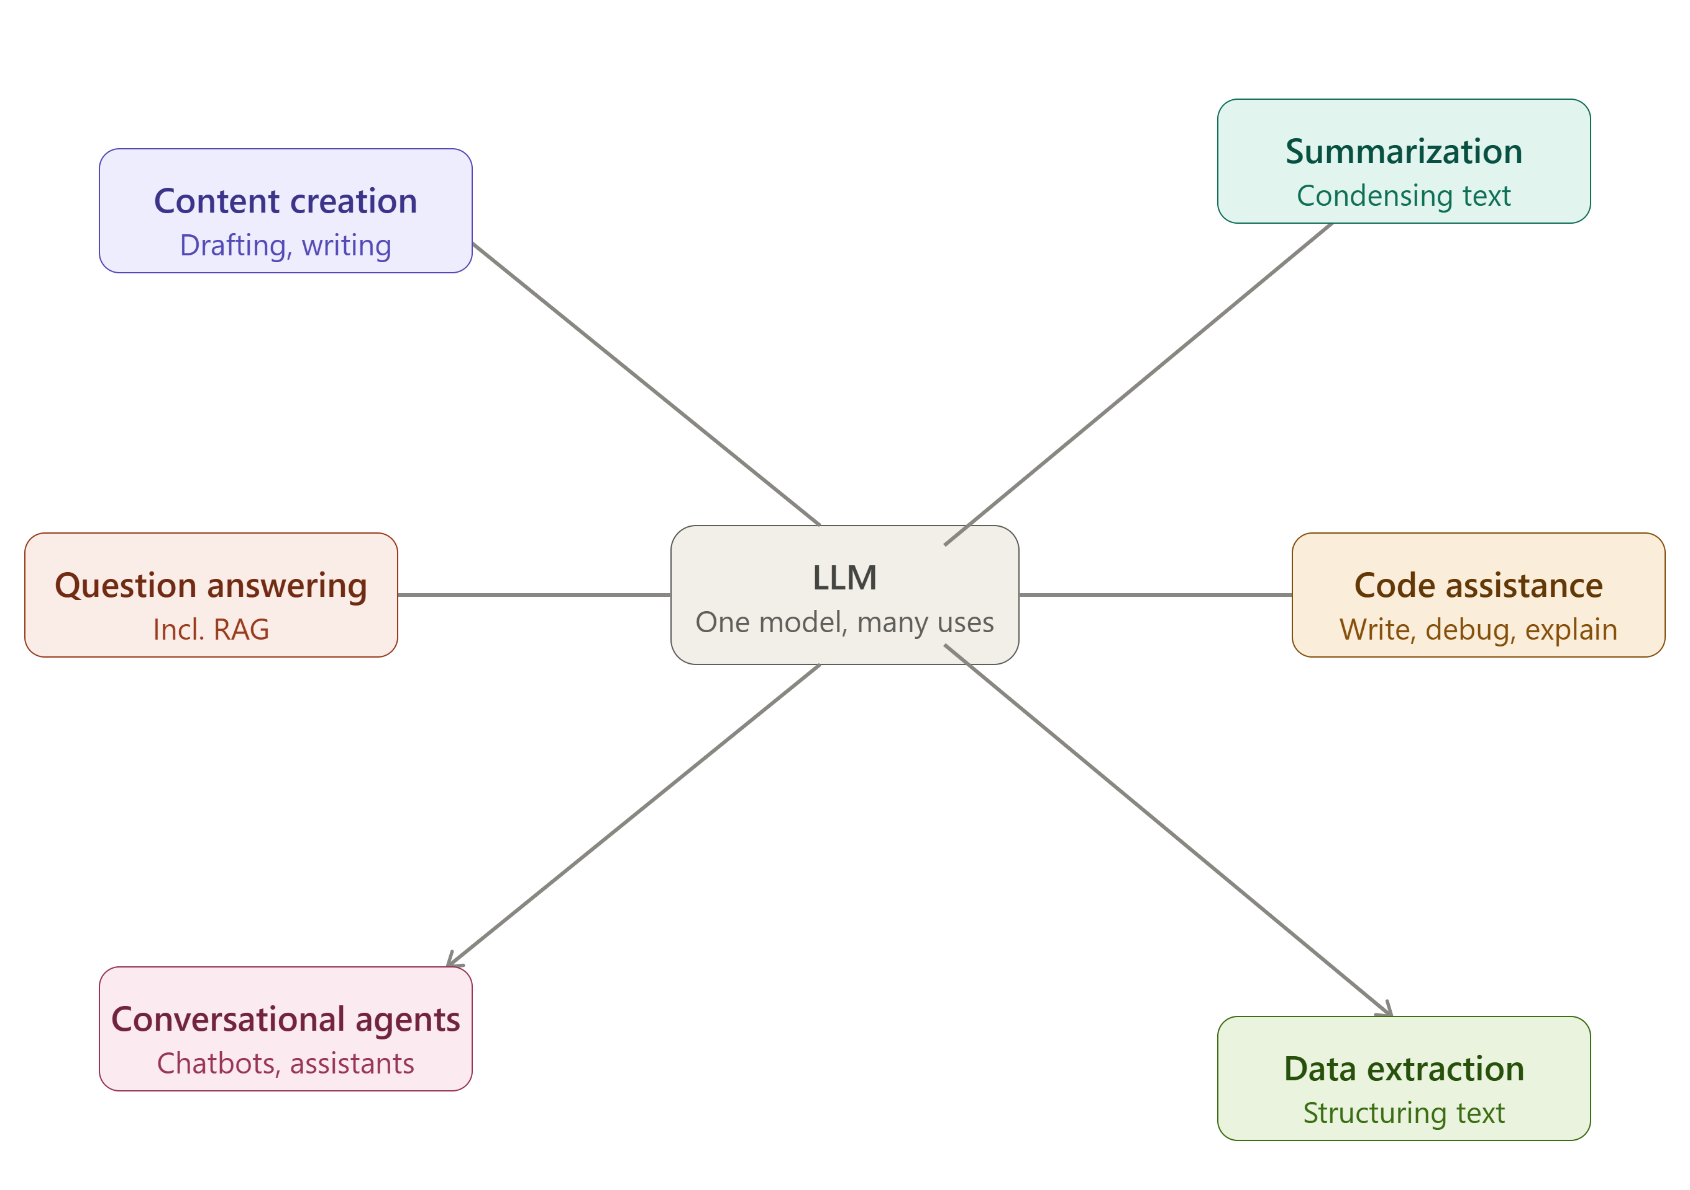 Summarization
Condensing text
Content creation
Drafting, writing
Question answering
Incl. RAG
LLM
One model, many uses
Code assistance
Write, debug, explain
Conversational agents
Chatbots, assistants
Data extraction
Structuring text